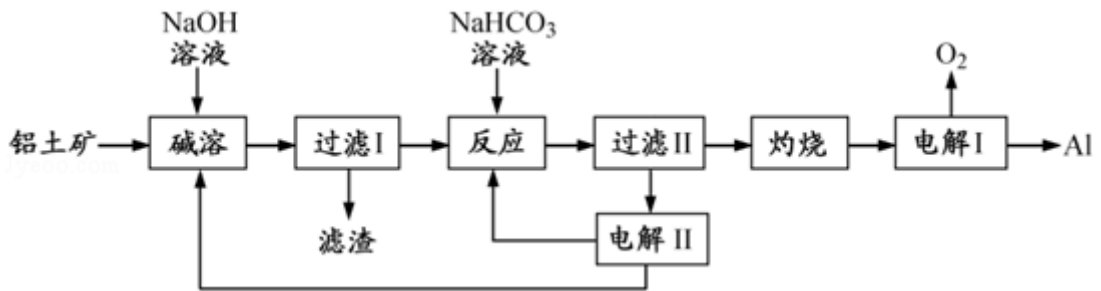 NaOH
溶液
NaHCO₃
溶液
O₂
铝土矿
碱溶
过滤I
反应
过滤II
灼烧
电解I
Al
滤渣
电解II